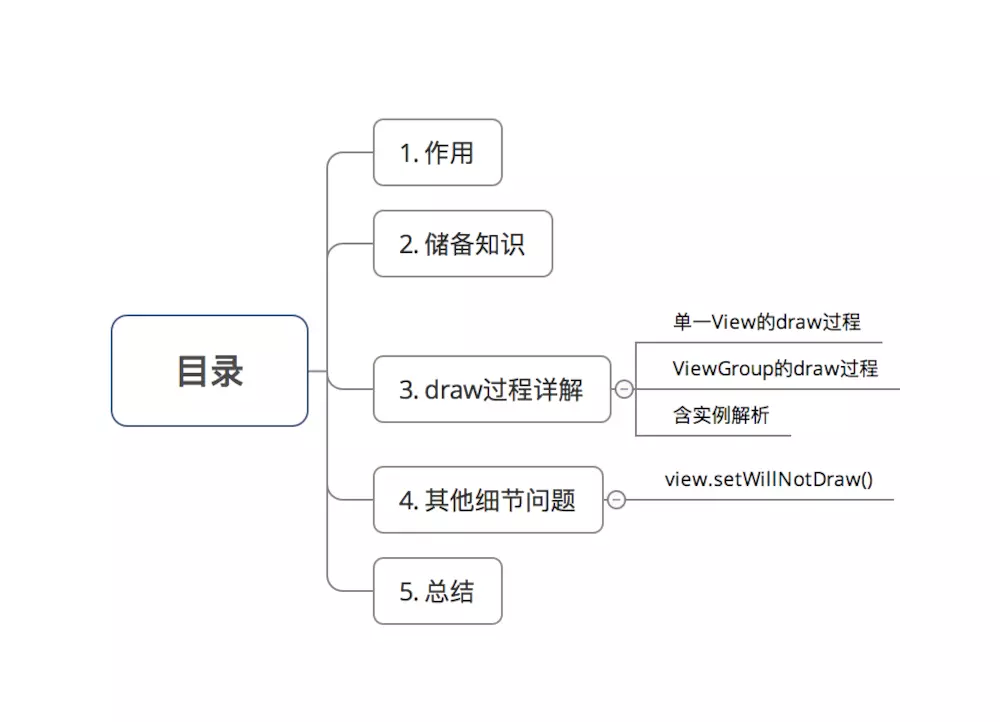 目录
1. 作用
2. 储备知识
3. draw过程详解
单一View的draw过程
ViewGroup的draw过程
含实例解析
4. 其他细节问题
view.setWillNotDraw()
5. 总结